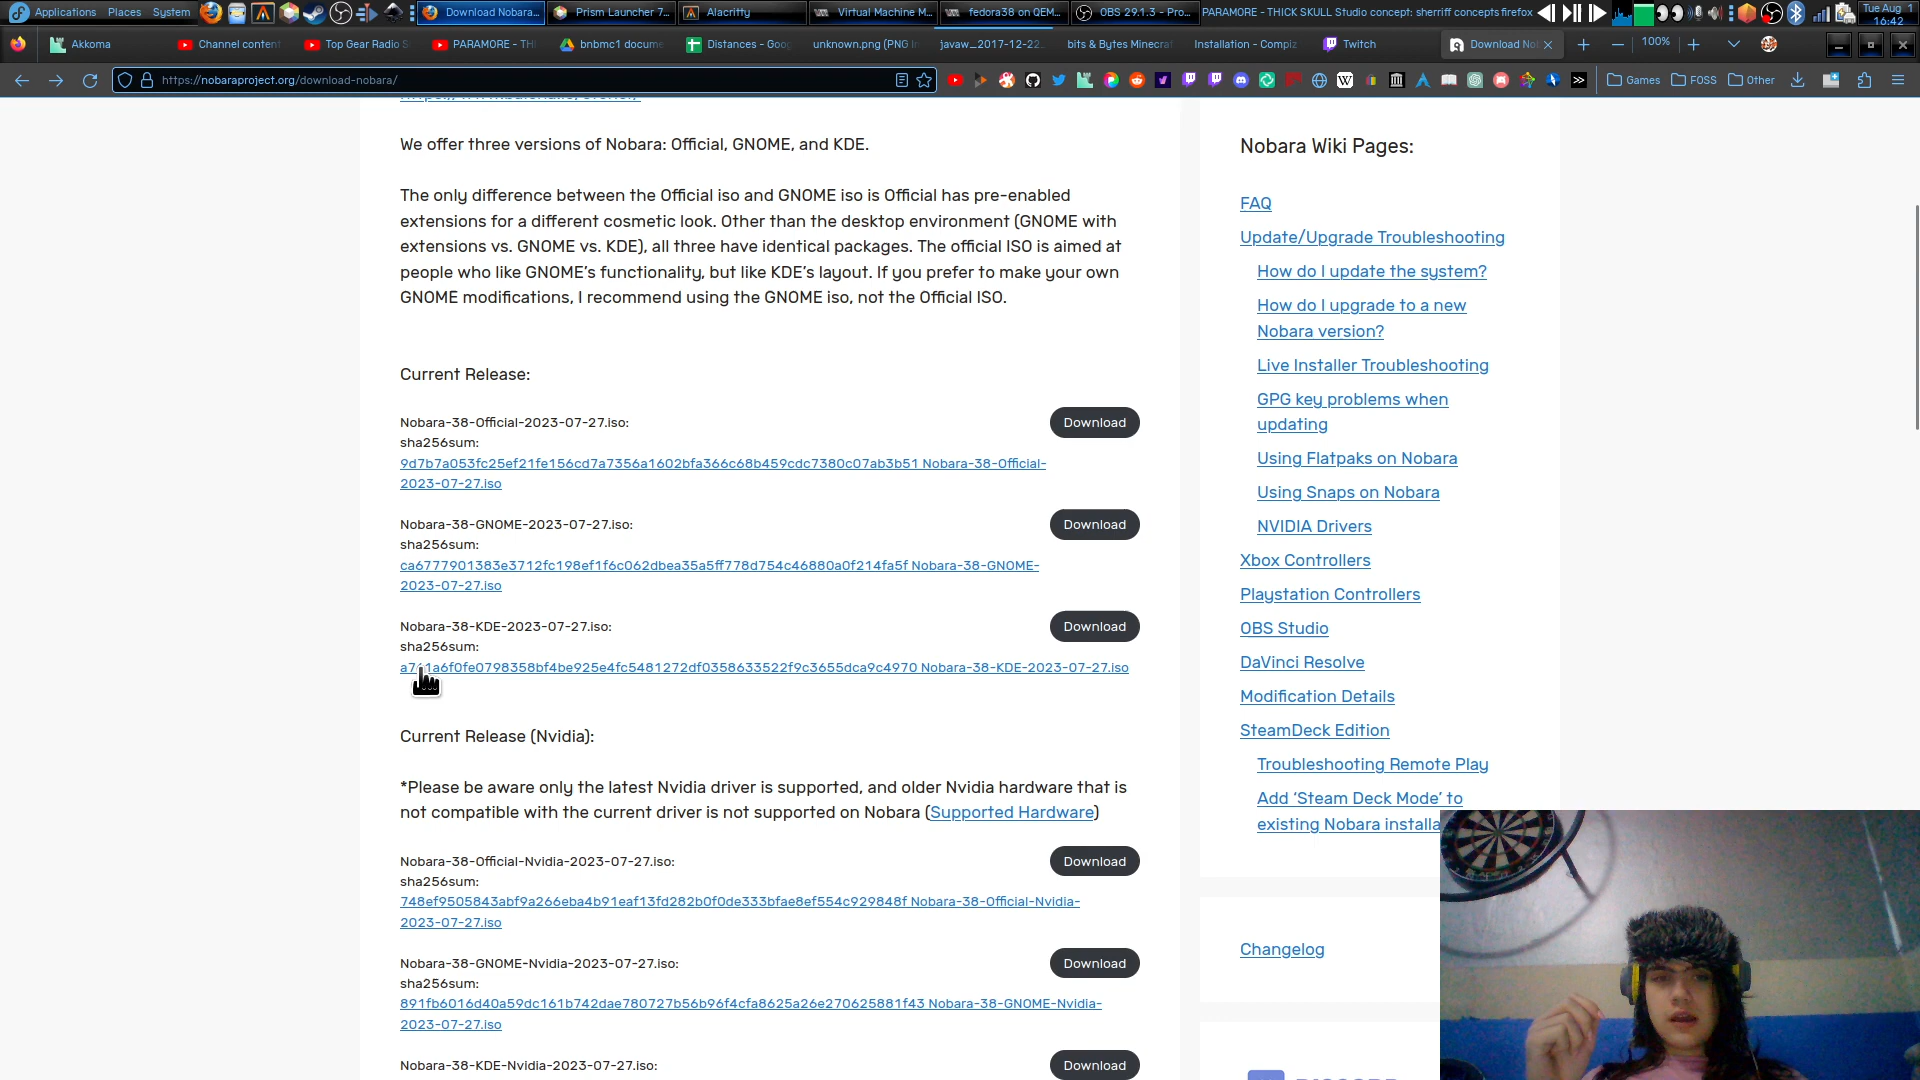 Applications Places System
Download Nobara...
Prism Launcher 7...
Alacritty
Virtual Machine M...
fedora38 on QEM...
OBS 29.1.3 - Pro...
PARAMORE - THICK SKULL Studio concept: sherriff concepts firefox
Tue Aug 1
16:42
Akkoma
Channel content
Top Gear Radio S
PARAMORE - THI
bnbmc1 docume
Distances - Goog
unknown.png (PNG I
javaw_2017-12-22
bits & Bytes Minecraf
Installation - Compiz
Twitch
Download No
100%
https://nobaraproject.org/download-nobara/
Games
FOSS
Other
We offer three versions of Nobara: Official, GNOME, and KDE.
The only difference between the Official iso and GNOME iso is Official has pre-enabled
extensions for a different cosmetic look. Other than the desktop environment (GNOME with
extensions vs. GNOME vs. KDE), all three have identical packages. The official ISO is aimed at
people who like GNOME's functionality, but like KDE's layout. If you prefer to make your own
GNOME modifications, I recommend using the GNOME iso, not the Official ISO.
Current Release:
Nobara-38-Official-2023-07-27.iso:
Download
sha256sum:
9d7b7a053fc25ef21fe156cd7a7356a1602bfa366c68b459cdc7380c07ab3b51 Nobara-38-Official-
2023-07-27.iso
Nobara-38-GNOME-2023-07-27.iso:
Download
sha256sum:
ca6777901383e3712fc198ef1f6c062dbea35a5ff778d754c46880a0f214fa5f Nobara-38-GNOME-
2023-07-27.iso
Nobara-38-KDE-2023-07-27.iso:
Download
sha256sum:
Nobara-38-KDE-2023-07-27.iso
Current Release (Nvidia):
*Please be aware only the latest Nvidia driver is supported, and older Nvidia hardware that is
not compatible with the current driver is not supported on Nobara (Supported Hardware)
Nobara-38-Official-Nvidia-2023-07-27.iso:
Download
sha256sum:
748ef9505843abf9a266eba4b91eaf13fd282b0f0de333bfae8ef554c929848f Nobara-38-Official-Nvidia-
2023-07-27.iso
Nobara-38-GNOME-Nvidia-2023-07-27.iso:
Download
sha256sum:
891fb6016d40a59dc161b742dae780727b56b96f4cfa8625a26e270625881f43 Nobara-38-GNOME-Nvidia-
2023-07-27.iso
Nobara-38-KDE-Nvidia-2023-07-27.iso:
Download
Nobara Wiki Pages:
FAQ
Update/Upgrade Troubleshooting
How do I update the system?
How do I upgrade to a new
Nobara version?
Live Installer Troubleshooting
GPG key problems when
updating
Using Flatpaks on Nobara
Using Snaps on Nobara
NVIDIA Drivers
Xbox Controllers
Playstation Controllers
OBS Studio
DaVinci Resolve
Modification Details
SteamDeck Edition
Troubleshooting Remote Play
Add 'Steam Deck Mode' to
existing Nobara installa
Changelog